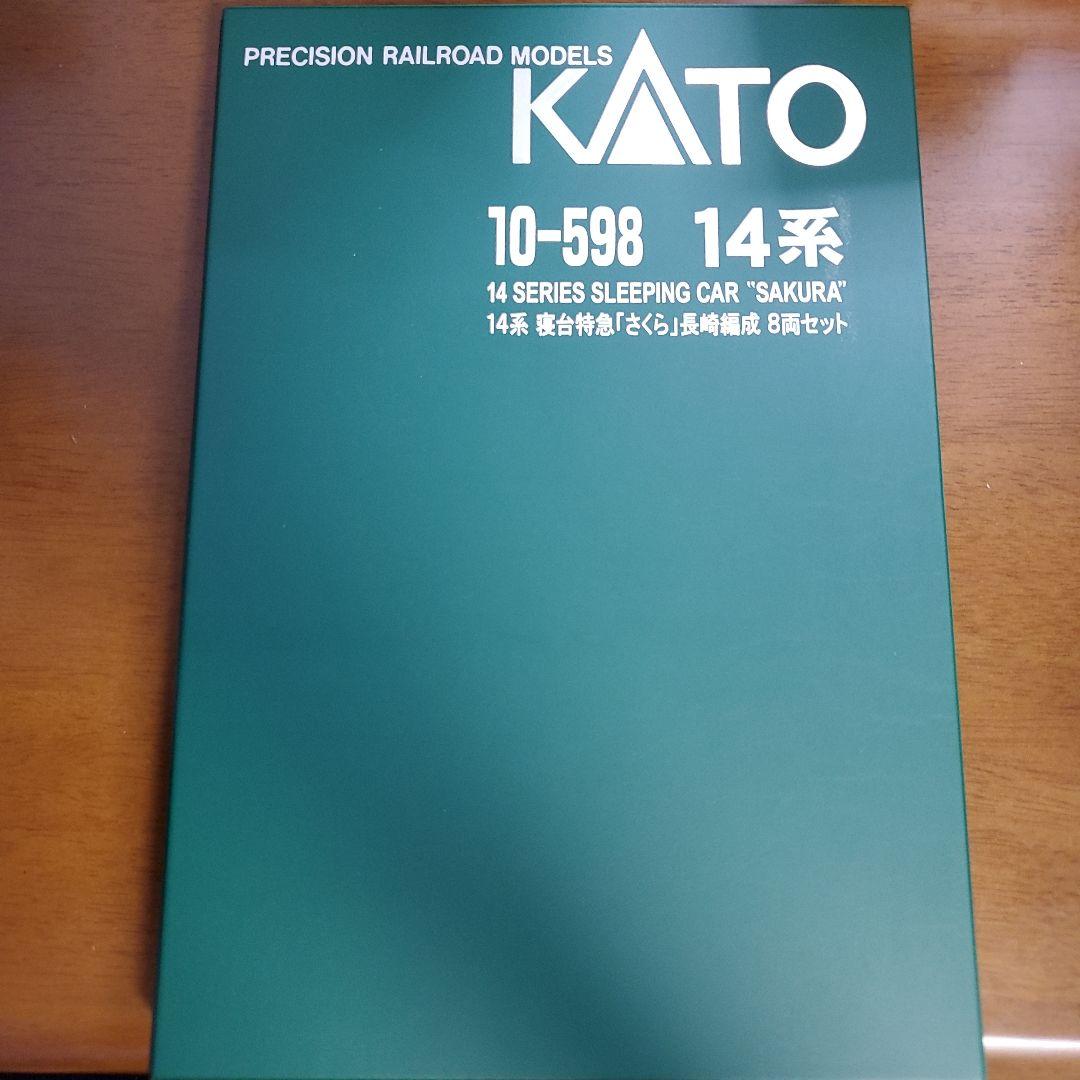 PRECISION RAILROAD MODELS
KATO
10-598 14系
14 SERIES SLEEPING CAR "SAKURA"
14系 寝台特急「さくら」長崎編成 8両セット